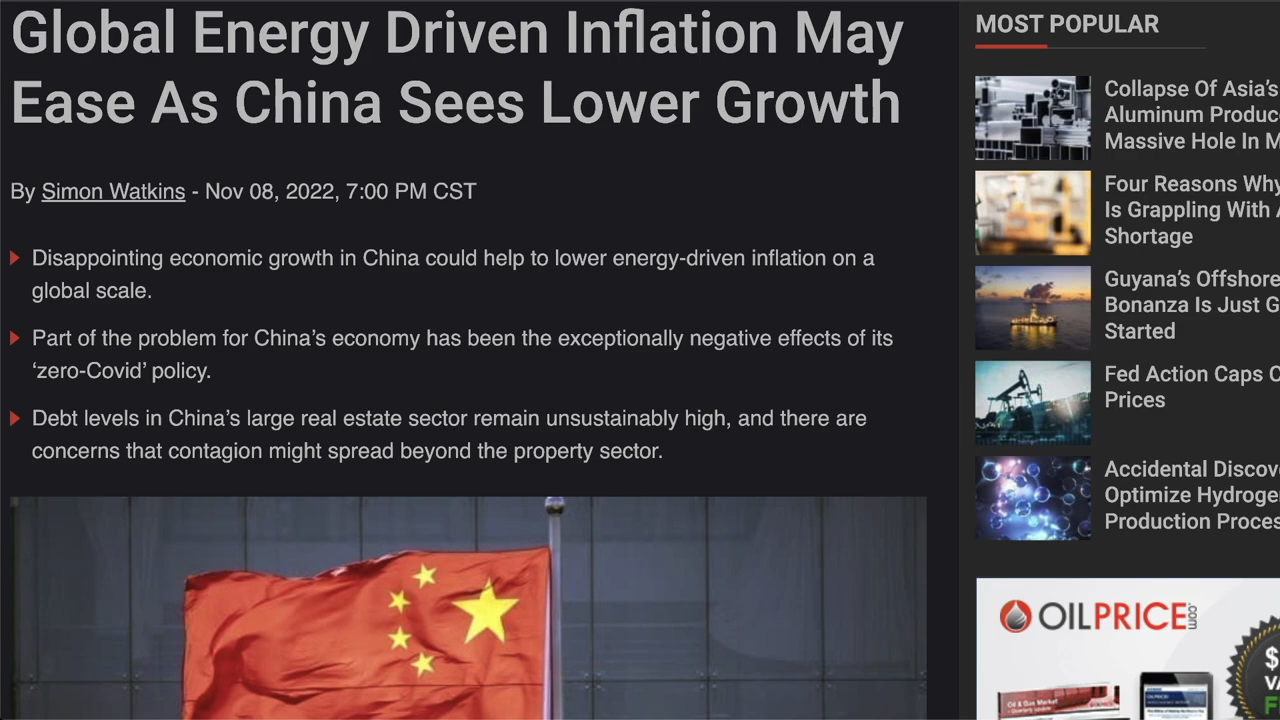 Global Energy Driven Inflation May
Ease As China Sees Lower Growth
By Simon Watkins - Nov 08, 2022, 7:00 PM CST
Disappointing economic growth in China could help to lower energy-driven inflation on a
global scale.
Part of the problem for China's economy has been the exceptionally negative effects of its
‘zero-Covid’ policy.
Debt levels in China's large real estate sector remain unsustainably high, and there are
concerns that contagion might spread beyond the property sector.
MOST POPULAR
Collapse Of Asia's
Aluminum Produc
Massive Hole In M
Four Reasons Why
Is Grappling With A
Shortage
Guyana's Offshore
Bonanza Is Just G
Started
Fed Action Caps C
Prices
Accidental Discov
Optimize Hydroge
Production Proces
OILPRICE.com
$
VA
F
Oil & Gas Market
OILPRICE